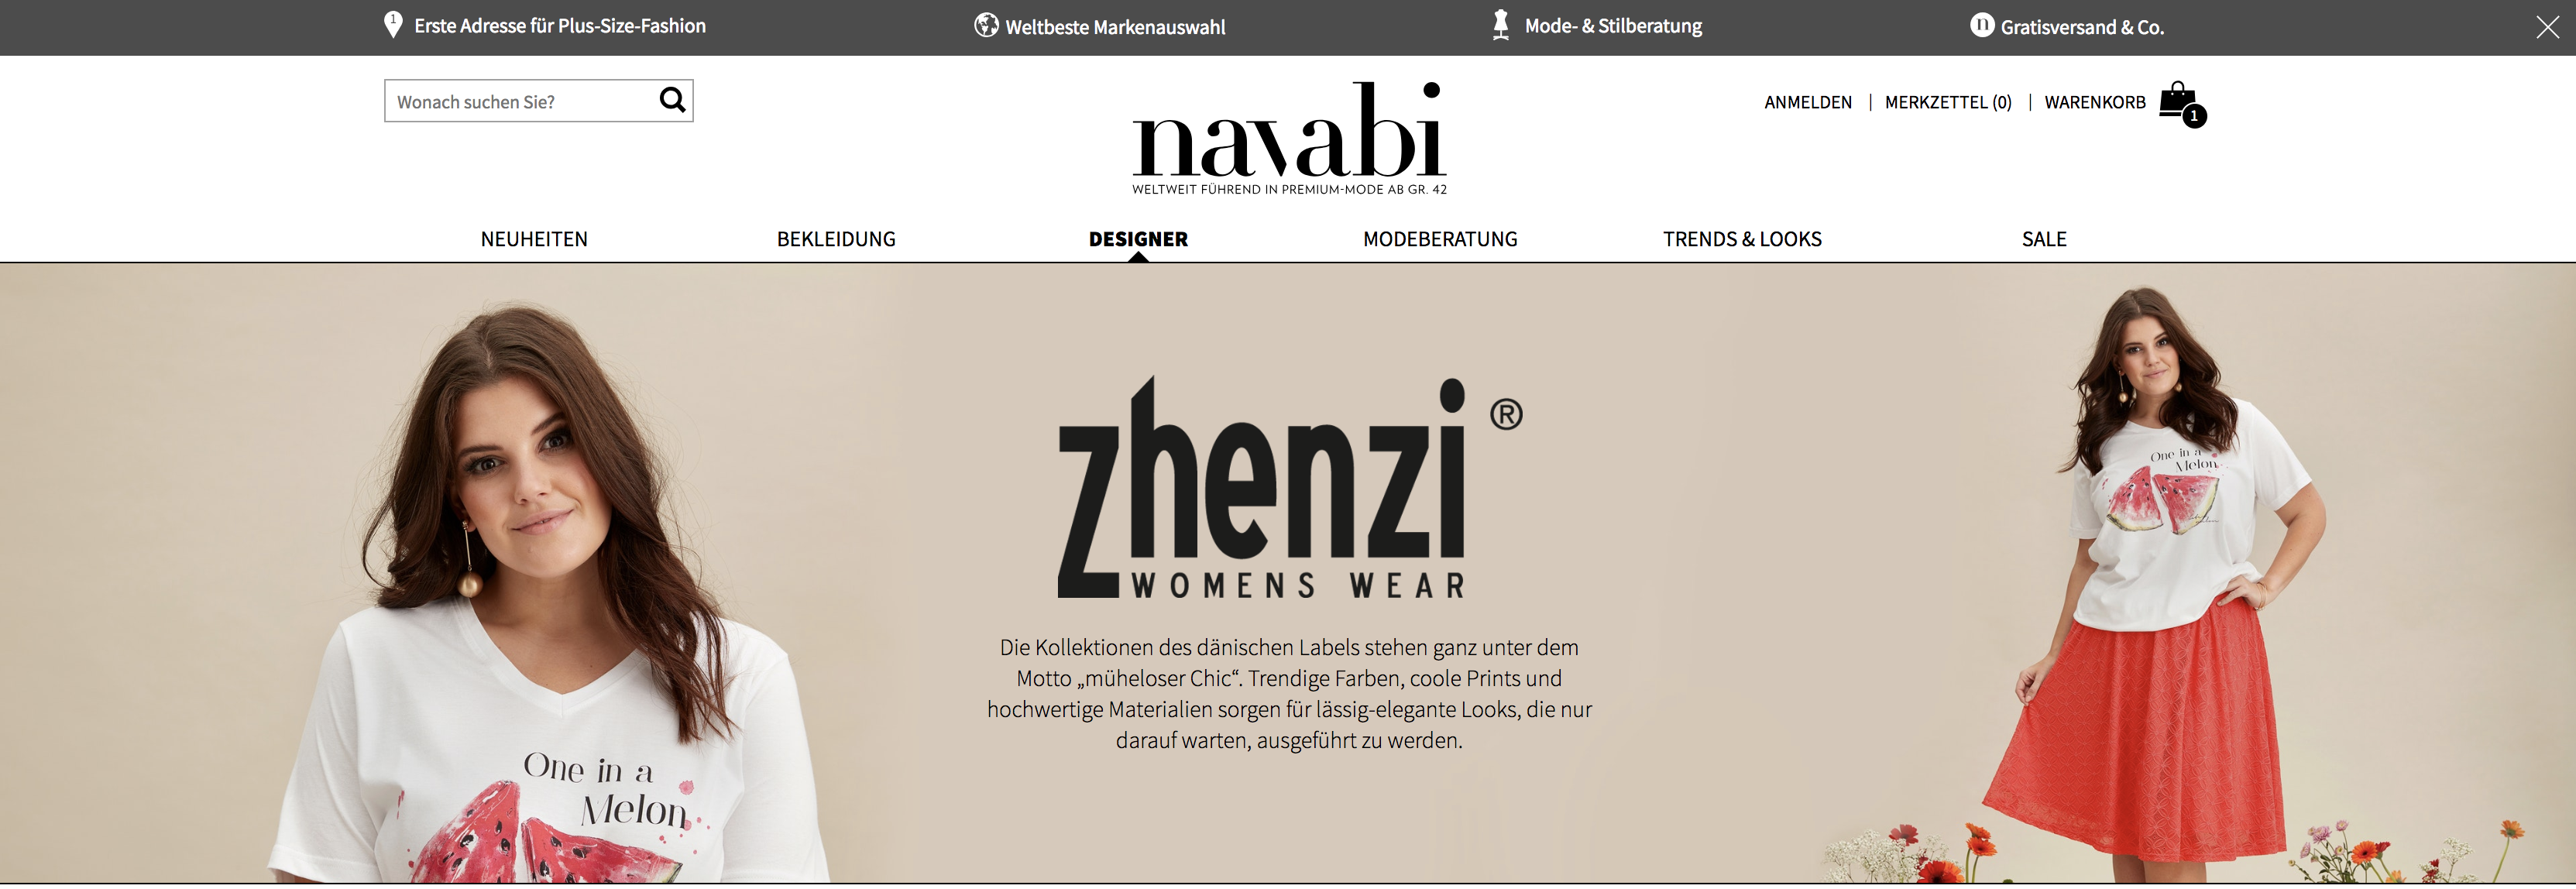 1 Erste Adresse für Plus-Size-Fashion
Weltbeste Markenauswahl
Mode- & Stilberatung
n Gratisversand & Co.
Wonach suchen Sie?
navabi
WELTWEIT FÜHREND IN PREMIUM-MODE AB GR. 42
ANMELDEN | MERKZETTEL (0) | WARENKORB 1
NEUHEITEN
BEKLEIDUNG
DESIGNER
MODEBERATUNG
TRENDS & LOOKS
SALE
zhenzi ®
WOMENS WEAR
Die Kollektionen des dänischen Labels stehen ganz unter dem
Motto „müheloser Chic“. Trendige Farben, coole Prints und
hochwertige Materialien sorgen für lässig-elegante Looks, die nur
darauf warten, ausgeführt zu werden.
One in a
Melon
One in a
Melon